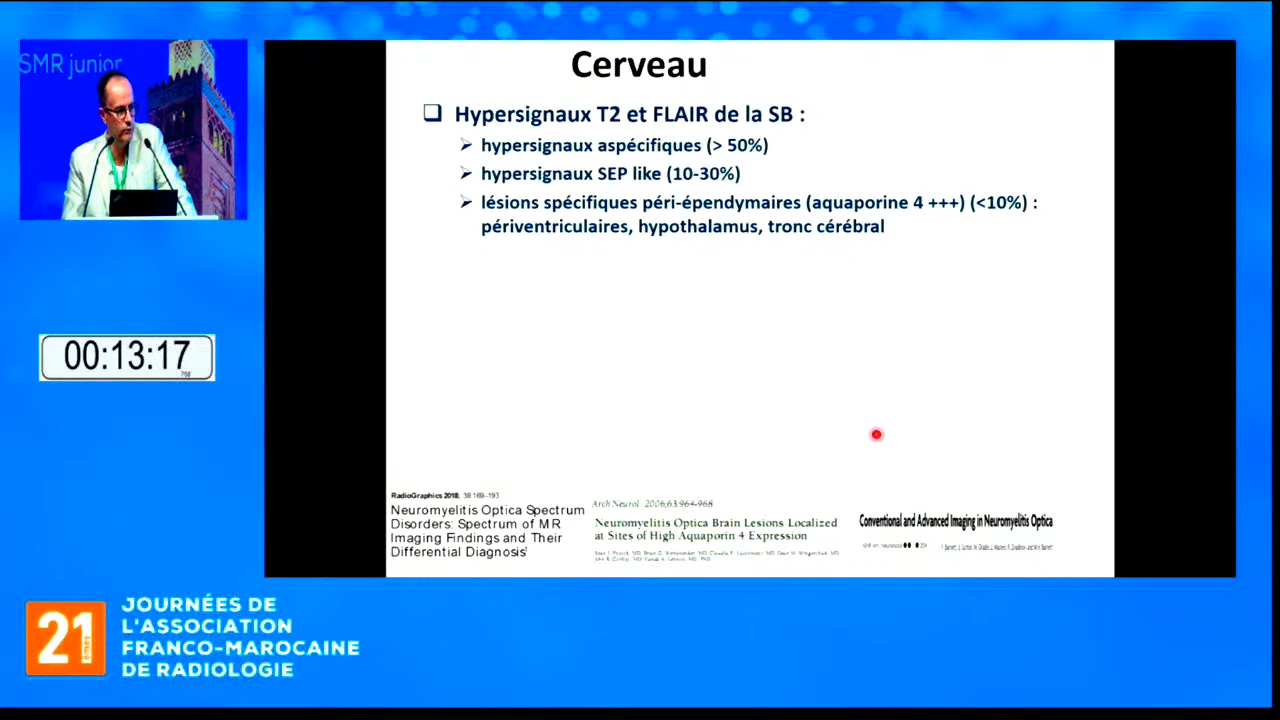 SMR junior
Cerveau
Hypersignaux T2 et FLAIR de la SB :
hypersignaux aspécifiques (> 50%)
hypersignaux SEP like (10-30%)
lésions spécifiques péri-épendymaires (aquaporine 4 +++) (<10%) :
périventriculaires, hypothalamus, tronc cérébral
00:13:17
RadioGraphics 2018; 38:169–193
Neuromyelitis Optica Spectrum
Disorders: Spectrum of MR
Imaging Findings and Their
Differential Diagnosis
Arch Neurol. 2006;63:964-968
Neuromyelitis Optica Brain Lesions Localized
at Sites of High Aquaporin 4 Expression
Conventional and Advanced Imaging in Neuromyelitis Optica
21
èmes
JOURNÉES DE
L'ASSOCIATION
FRANCO-MAROCAINE
DE RADIOLOGIE